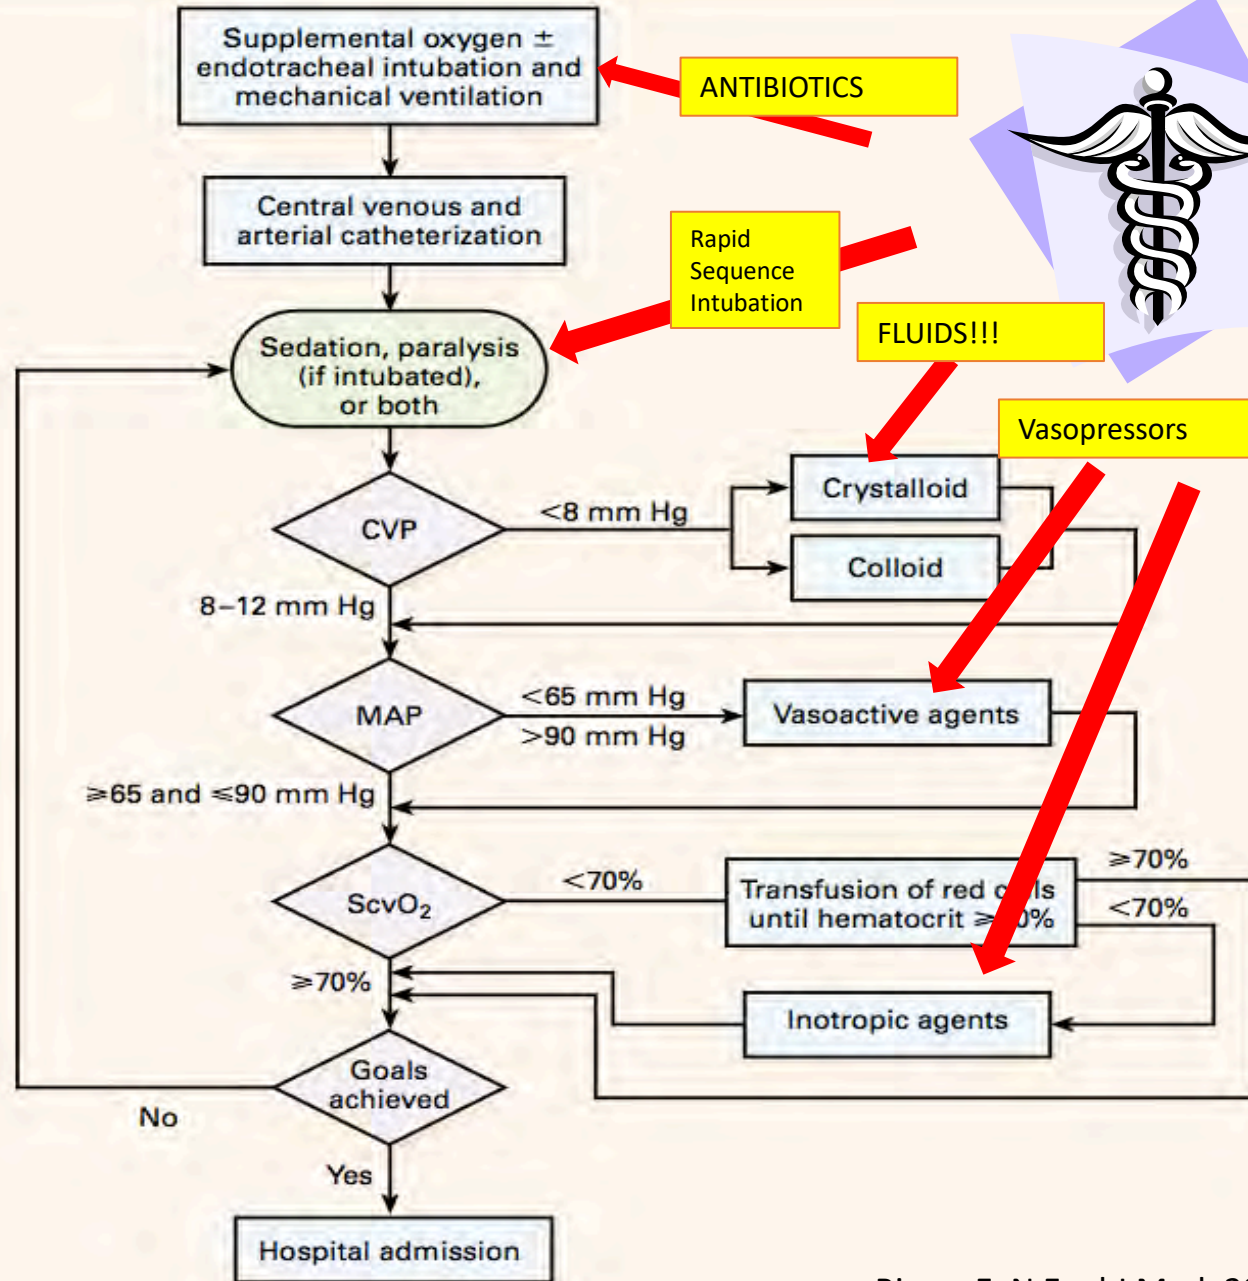 Supplemental oxygen ±
endotracheal intubation and
mechanical ventilation
ANTIBIOTICS
Central venous and
arterial catheterization
Rapid
Sequence
Intubation
Sedation, paralysis
(if intubated),
or both
FLUIDS!!!
Vasopressors
CVP
<8 mm Hg
Crystalloid
Colloid
8–12 mm Hg
MAP
<65 mm Hg
>90 mm Hg
Vasoactive agents
≥65 and ≤90 mm Hg
ScvO₂
<70%
Transfusion of red
until hematocrit
≥70%
<70%
≥70%
Inotropic agents
Goals
achieved
No
Yes
Hospital admission